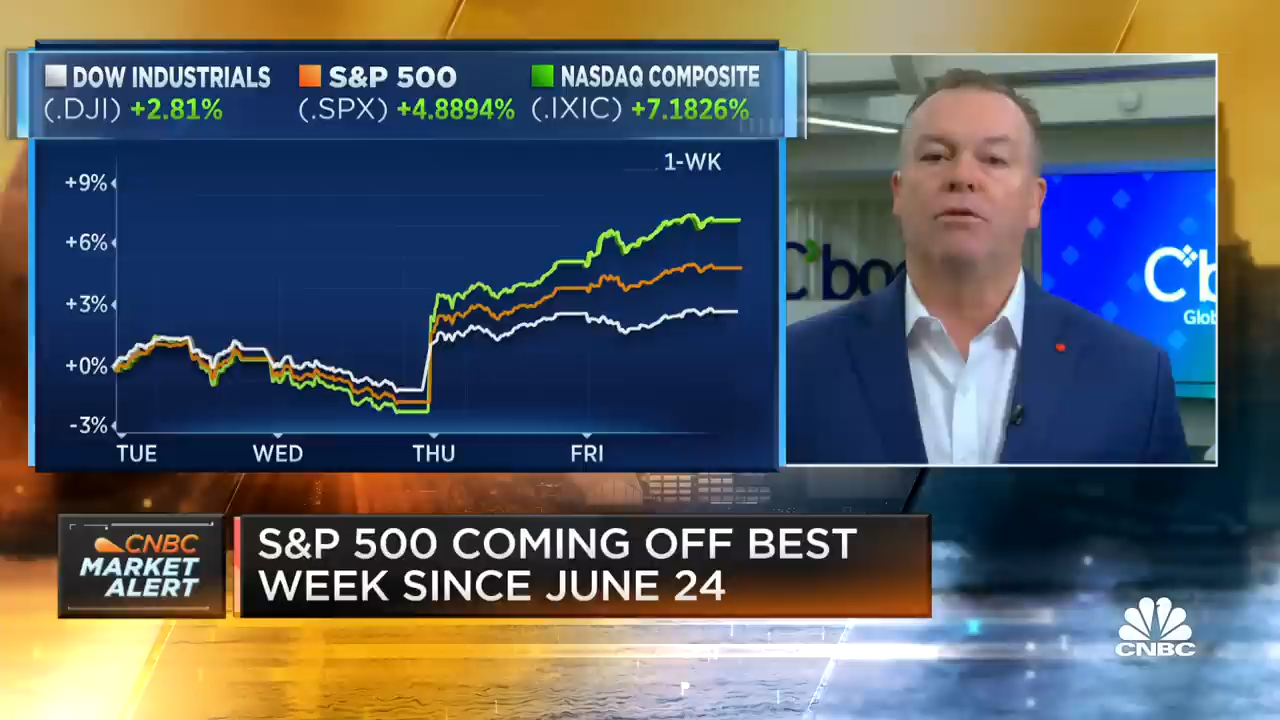 DOW INDUSTRIALS
(.DJI) +2.81%
S&P 500
(.SPX) +4.8894%
NASDAQ COMPOSITE
(.IXIC) +7.1826%
1-WK
+9%
+6%
+3%
+0%
-3%
TUE WED THU FRI
CNBC
MARKET
ALERT
S&P 500 COMING OFF BEST
WEEK SINCE JUNE 24
CNBC